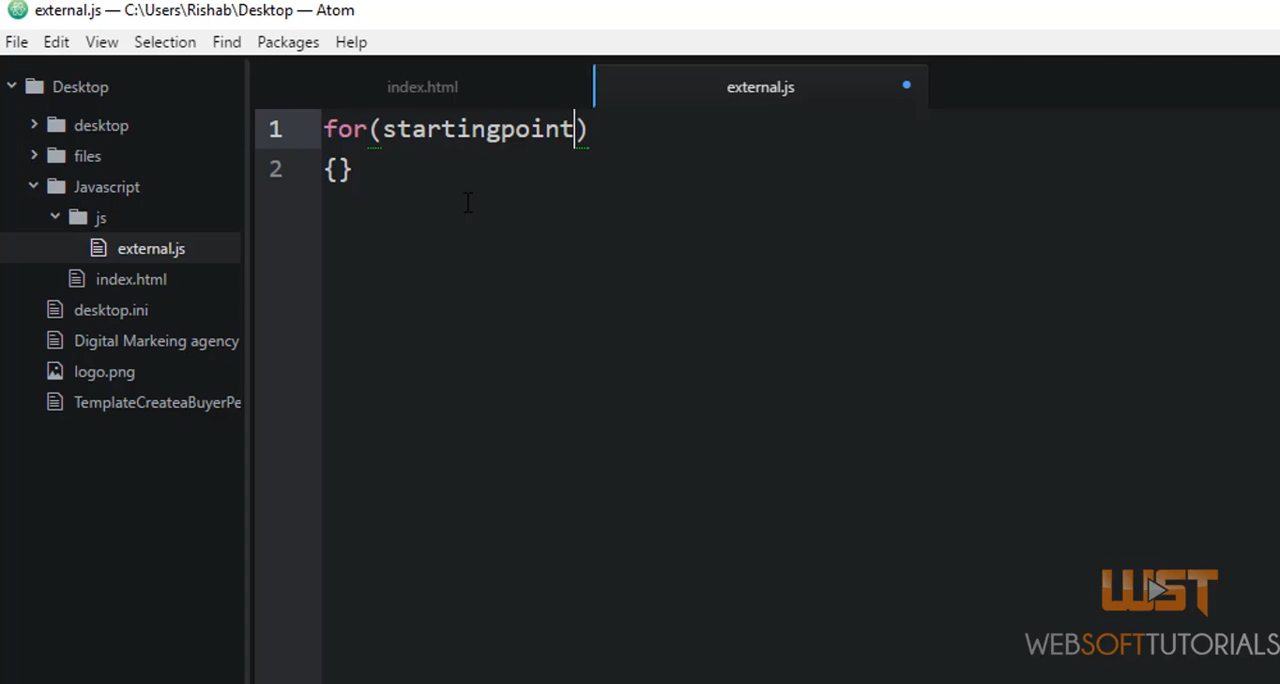 external.js — C:\Users\Rishab\Desktop — Atom
File Edit View Selection Find Packages Help
Desktop
desktop
files
Javascript
js
external.js
index.html
desktop.ini
Digital Markeing agency
logo.png
TemplateCreateaBuyerPe
index.html
external.js
1 for(startingpoint)
2 {}
WST
WEBSOFTTUTORIALS